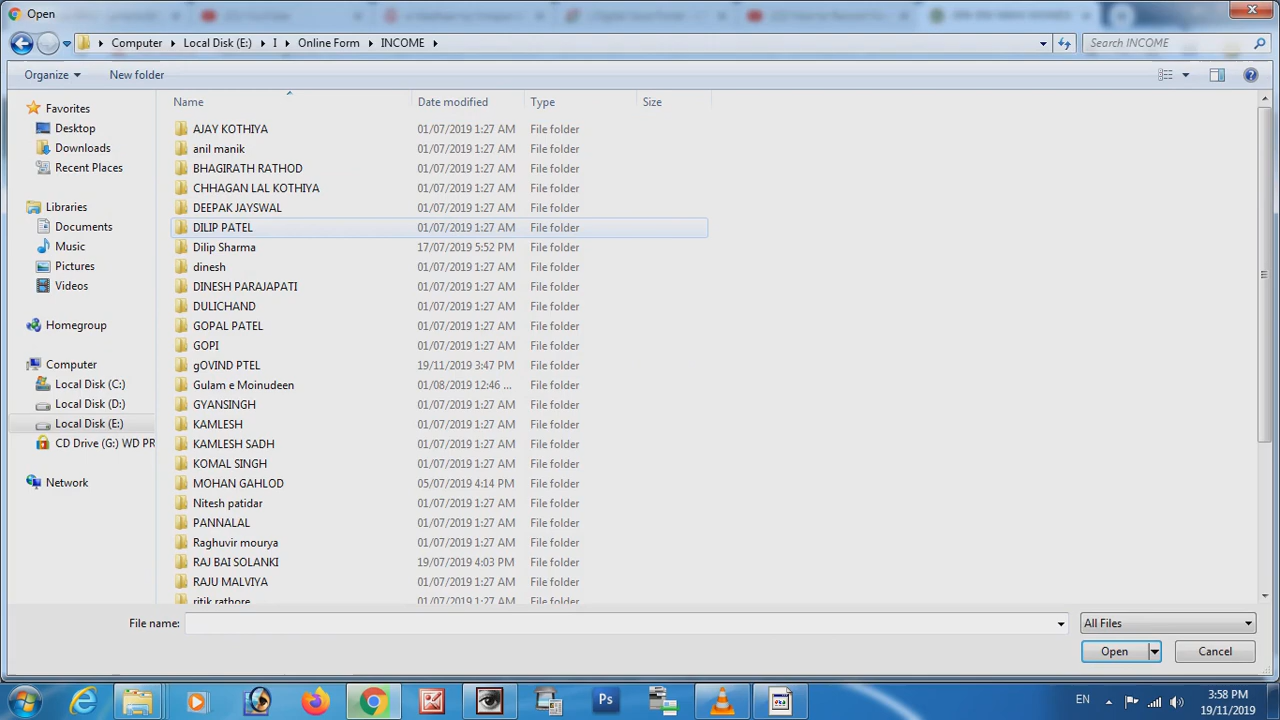 Open
Computer Local Disk (E:) I Online Form INCOME
Search INCOME
Organize New folder
Name Date modified Type Size
Favorites
Desktop
Downloads
Recent Places
Libraries
Documents
Music
Pictures
Videos
Homegroup
Computer
Local Disk (C:)
Local Disk (D:)
Local Disk (E:)
CD Drive (G:) WD PR
Network
AJAY KOTHIYA 01/07/2019 1:27 AM File folder
anil manik 01/07/2019 1:27 AM File folder
BHAGIRATH RATHOD 01/07/2019 1:27 AM File folder
CHHAGAN LAL KOTHIYA 01/07/2019 1:27 AM File folder
DEEPAK JAYSWAL 01/07/2019 1:27 AM File folder
DILIP PATEL 01/07/2019 1:27 AM File folder
Dilip Sharma 17/07/2019 5:52 PM File folder
dinesh 01/07/2019 1:27 AM File folder
DINESH PARAJAPATI 01/07/2019 1:27 AM File folder
DULICHAND 01/07/2019 1:27 AM File folder
GOPAL PATEL 01/07/2019 1:27 AM File folder
GOPI 01/07/2019 1:27 AM File folder
gOVIND PTEL 19/11/2019 3:47 PM File folder
Gulam e Moinudeen 01/08/2019 12:46 ... File folder
GYANSINGH 01/07/2019 1:27 AM File folder
KAMLESH 01/07/2019 1:27 AM File folder
KAMLESH SADH 01/07/2019 1:27 AM File folder
KOMAL SINGH 01/07/2019 1:27 AM File folder
MOHAN GAHLOD 05/07/2019 4:14 PM File folder
Nitesh patidar 01/07/2019 1:27 AM File folder
PANNALAL 01/07/2019 1:27 AM File folder
Raghuvir mourya 01/07/2019 1:27 AM File folder
RAJ BAI SOLANKI 19/07/2019 4:03 PM File folder
RAJU MALVIYA 01/07/2019 1:27 AM File folder
ritik rathore 01/07/2019 1:27 AM File folder
File name: All Files
Open Cancel
Ps
EN
3:58 PM
19/11/2019